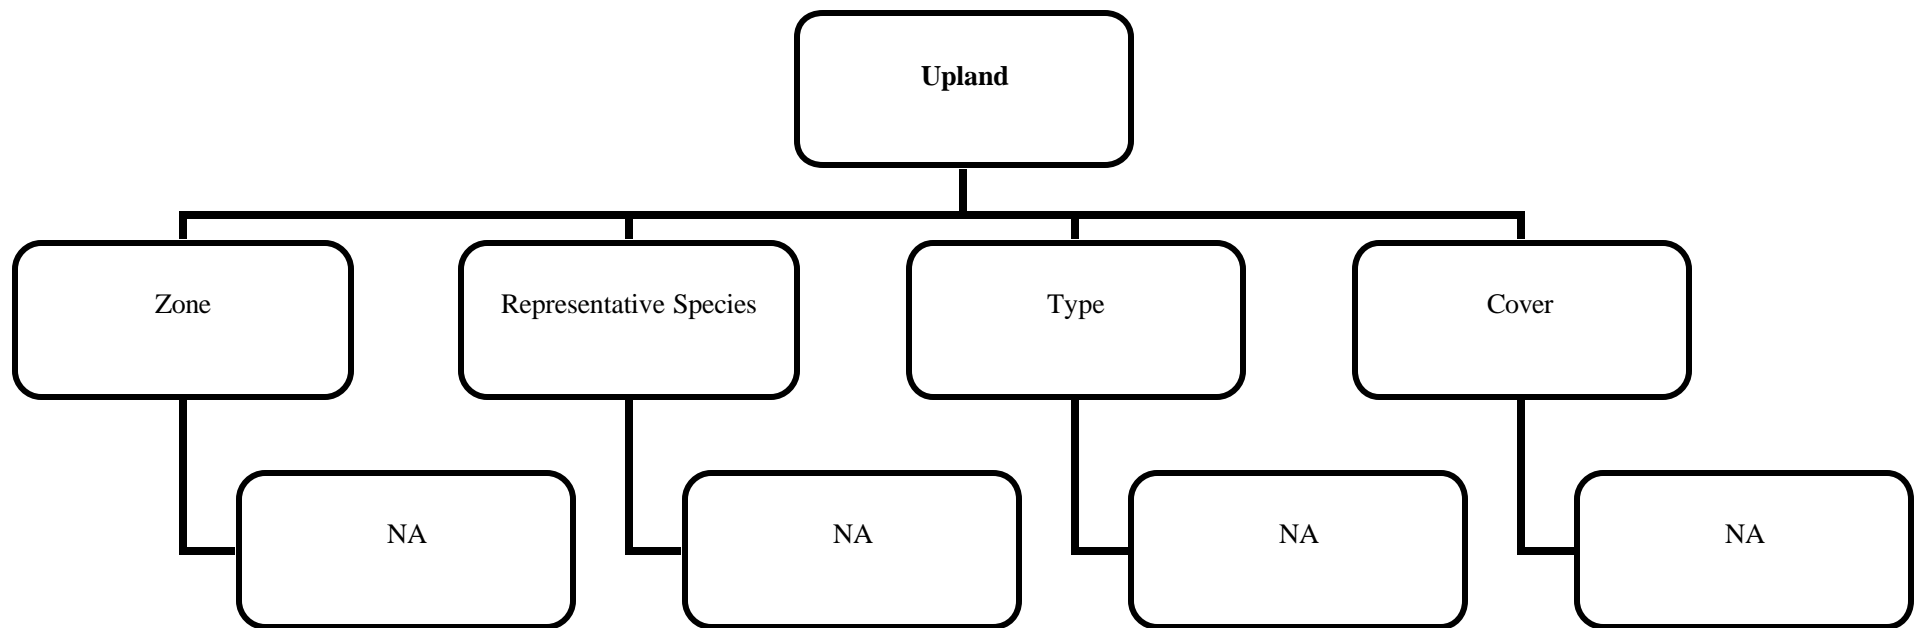 Upland
Zone
Representative Species
Type
Cover
NA
NA
NA
NA